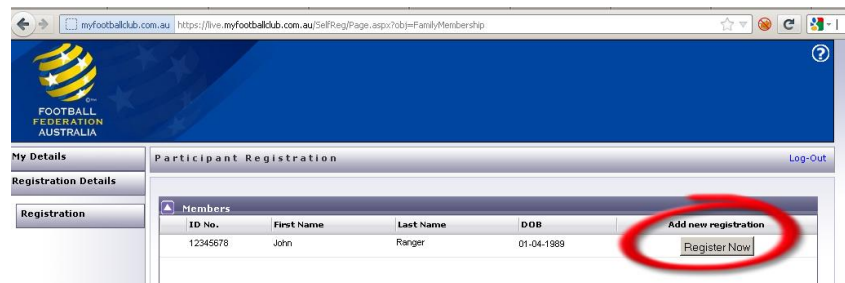 myfootballclub.com.au https://live.myfootballclub.com.au/SelfReg/Page.aspx?obj=FamilyMembership
FOOTBALL
FEDERATION
AUSTRALIA
My Details
Participant Registration Log-Out
Registration Details
Registration
Members
ID No. First Name Last Name DOB Add new registration
12345678 John Ranger 01-04-1989 Register Now